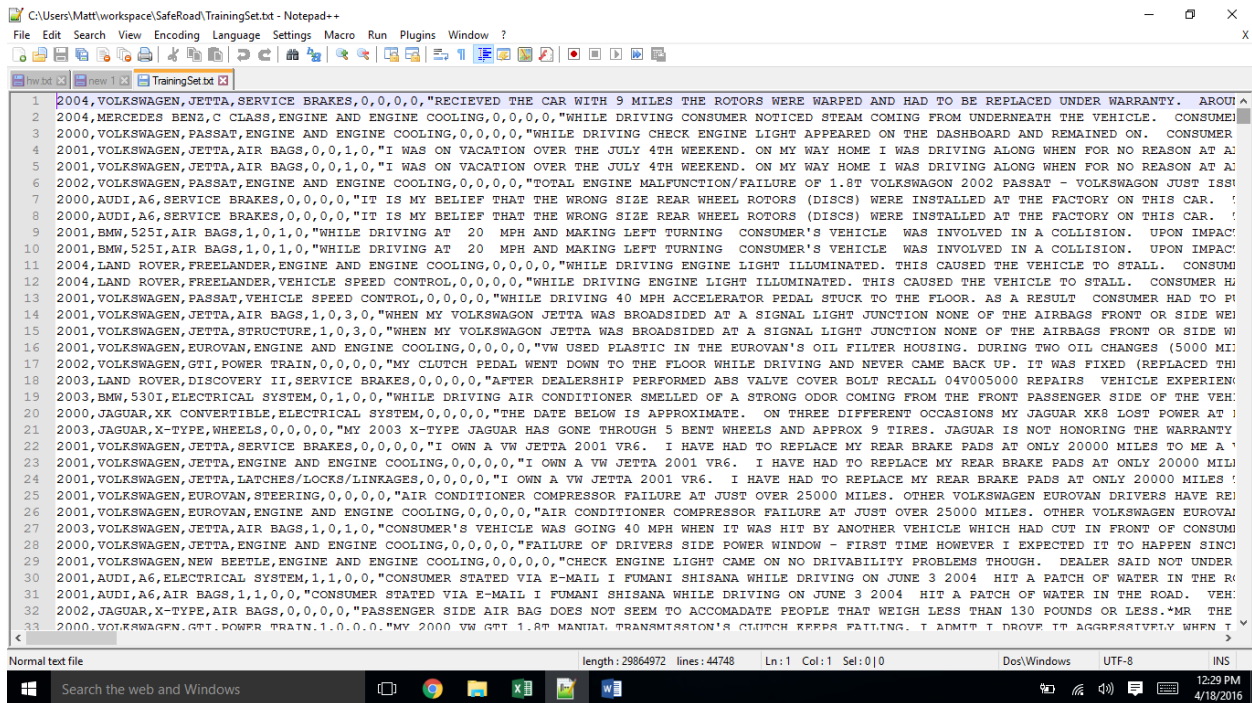 C:\Users\Matt\workspace\SafeRoad\TrainingSet.txt - Notepad++
File Edit Search View Encoding Language Settings Macro Run Plugins Window ? X
hw.txt new 1 TrainingSet.txt
1 2004,VOLKSWAGEN,JETTA,SERVICE BRAKES,0,0,0,0,"RECIEVED THE CAR WITH 9 MILES THE ROTORS WERE WARPED AND HAD TO BE REPLACED UNDER WARRANTY. AROU
2 2004,MERCEDES BENZ,C CLASS,ENGINE AND ENGINE COOLING,0,0,0,0,"WHILE DRIVING CONSUMER NOTICED STEAM COMING FROM UNDERNEATH THE VEHICLE. CONSUME
3 2000,VOLKSWAGEN,PASSAT,ENGINE AND ENGINE COOLING,0,0,0,0,"WHILE DRIVING CHECK ENGINE LIGHT APPEARED ON THE DASHBOARD AND REMAINED ON. CONSUMER
4 2001,VOLKSWAGEN,JETTA,AIR BAGS,0,0,1,0,"I WAS ON VACATION OVER THE JULY 4TH WEEKEND. ON MY WAY HOME I WAS DRIVING ALONG WHEN FOR NO REASON AT A
5 2001,VOLKSWAGEN,JETTA,AIR BAGS,0,0,1,0,"I WAS ON VACATION OVER THE JULY 4TH WEEKEND. ON MY WAY HOME I WAS DRIVING ALONG WHEN FOR NO REASON AT A
6 2002,VOLKSWAGEN,PASSAT,ENGINE AND ENGINE COOLING,0,0,0,0,"TOTAL ENGINE MALFUNCTION/FAILURE OF 1.8T VOLKSWAGON 2002 PASSAT - VOLKSWAGON JUST ISS
7 2000,AUDI,A6,SERVICE BRAKES,0,0,0,0,"IT IS MY BELIEF THAT THE WRONG SIZE REAR WHEEL ROTORS (DISCS) WERE INSTALLED AT THE FACTORY ON THIS CAR.
8 2000,AUDI,A6,SERVICE BRAKES,0,0,0,0,"IT IS MY BELIEF THAT THE WRONG SIZE REAR WHEEL ROTORS (DISCS) WERE INSTALLED AT THE FACTORY ON THIS CAR.
9 2001,BMW,525I,AIR BAGS,1,0,1,0,"WHILE DRIVING AT 20 MPH AND MAKING LEFT TURNING CONSUMER'S VEHICLE WAS INVOLVED IN A COLLISION. UPON IMPAC
10 2001,BMW,525I,AIR BAGS,1,0,1,0,"WHILE DRIVING AT 20 MPH AND MAKING LEFT TURNING CONSUMER'S VEHICLE WAS INVOLVED IN A COLLISION. UPON IMPAC
11 2004,LAND ROVER,FREELANDER,ENGINE AND ENGINE COOLING,0,0,0,0,"WHILE DRIVING ENGINE LIGHT ILLUMINATED. THIS CAUSED THE VEHICLE TO STALL. CONSUM
12 2004,LAND ROVER,FREELANDER,VEHICLE SPEED CONTROL,0,0,0,0,"WHILE DRIVING ENGINE LIGHT ILLUMINATED. THIS CAUSED THE VEHICLE TO STALL. CONSUMER H
13 2001,VOLKSWAGEN,PASSAT,VEHICLE SPEED CONTROL,0,0,0,0,"WHILE DRIVING 40 MPH ACCELERATOR PEDAL STUCK TO THE FLOOR. AS A RESULT CONSUMER HAD TO P
14 2001,VOLKSWAGEN,JETTA,AIR BAGS,1,0,3,0,"WHEN MY VOLKSWAGON JETTA WAS BROADSIDED AT A SIGNAL LIGHT JUNCTION NONE OF THE AIRBAGS FRONT OR SIDE WE
15 2001,VOLKSWAGEN,JETTA,STRUCTURE,1,0,3,0,"WHEN MY VOLKSWAGON JETTA WAS BROADSIDED AT A SIGNAL LIGHT JUNCTION NONE OF THE AIRBAGS FRONT OR SIDE W
16 2001,VOLKSWAGEN,EUROVAN,ENGINE AND ENGINE COOLING,0,0,0,0,"VW USED PLASTIC IN THE EUROVAN'S OIL FILTER HOUSING. DURING TWO OIL CHANGES (5000 MI
17 2002,VOLKSWAGEN,GTI,POWER TRAIN,0,0,0,0,"MY CLUTCH PEDAL WENT DOWN TO THE FLOOR WHILE DRIVING AND NEVER CAME BACK UP. IT WAS FIXED (REPLACED TH
18 2003,LAND ROVER,DISCOVERY II,SERVICE BRAKES,0,0,0,0,"AFTER DEALERSHIP PERFORMED ABS VALVE COVER BOLT RECALL 04V005000 REPAIRS VEHICLE EXPERIEN
19 2003,BMW,530I,ELECTRICAL SYSTEM,0,1,0,0,"WHILE DRIVING AIR CONDITIONER SMELLED OF A STRONG ODOR COMING FROM THE FRONT PASSENGER SIDE OF THE VEH
20 2000,JAGUAR,XK CONVERTIBLE,ELECTRICAL SYSTEM,0,0,0,0,"THE DATE BELOW IS APPROXIMATE. ON THREE DIFFERENT OCCASIONS MY JAGUAR XK8 LOST POWER AT
21 2003,JAGUAR,X-TYPE,WHEELS,0,0,0,0,"MY 2003 X-TYPE JAGUAR HAS GONE THROUGH 5 BENT WHEELS AND APPROX 9 TIRES. JAGUAR IS NOT HONORING THE WARRANTY
22 2001,VOLKSWAGEN,JETTA,SERVICE BRAKES,0,0,0,0,"I OWN A VW JETTA 2001 VR6. I HAVE HAD TO REPLACE MY REAR BRAKE PADS AT ONLY 20000 MILES TO ME A
23 2001,VOLKSWAGEN,JETTA,ENGINE AND ENGINE COOLING,0,0,0,0,"I OWN A VW JETTA 2001 VR6. I HAVE HAD TO REPLACE MY REAR BRAKE PADS AT ONLY 20000 MIL
24 2001,VOLKSWAGEN,JETTA,LATCHES/LOCKS/LINKAGES,0,0,0,0,"I OWN A VW JETTA 2001 VR6. I HAVE HAD TO REPLACE MY REAR BRAKE PADS AT ONLY 20000 MILES
25 2001,VOLKSWAGEN,EUROVAN,STEERING,0,0,0,0,"AIR CONDITIONER COMPRESSOR FAILURE AT JUST OVER 25000 MILES. OTHER VOLKSWAGEN EUROVAN DRIVERS HAVE RE
26 2001,VOLKSWAGEN,EUROVAN,ENGINE AND ENGINE COOLING,0,0,0,0,"AIR CONDITIONER COMPRESSOR FAILURE AT JUST OVER 25000 MILES. OTHER VOLKSWAGEN EUROVA
27 2003,VOLKSWAGEN,JETTA,AIR BAGS,1,0,1,0,"CONSUMER'S VEHICLE WAS GOING 40 MPH WHEN IT WAS HIT BY ANOTHER VEHICLE WHICH HAD CUT IN FRONT OF CONSUM
28 2000,VOLKSWAGEN,JETTA,ENGINE AND ENGINE COOLING,0,0,0,0,"FAILURE OF DRIVERS SIDE POWER WINDOW - FIRST TIME HOWEVER I EXPECTED IT TO HAPPEN SINC
29 2001,VOLKSWAGEN,NEW BEETLE,ENGINE AND ENGINE COOLING,0,0,0,0,"CHECK ENGINE LIGHT CAME ON NO DRIVABILITY PROBLEMS THOUGH. DEALER SAID NOT UNDER
30 2001,AUDI,A6,ELECTRICAL SYSTEM,1,1,0,0,"CONSUMER STATED VIA E-MAIL I FUMANI SHISANA WHILE DRIVING ON JUNE 3 2004 HIT A PATCH OF WATER IN THE R
31 2001,AUDI,A6,AIR BAGS,1,1,0,0,"CONSUMER STATED VIA E-MAIL I FUMANI SHISANA WHILE DRIVING ON JUNE 3 2004 HIT A PATCH OF WATER IN THE ROAD. VEH
32 2002,JAGUAR,X-TYPE,AIR BAGS,0,0,0,0,"PASSENGER SIDE AIR BAG DOES NOT SEEM TO ACCOMADATE PEOPLE THAT WEIGH LESS THAN 130 POUNDS OR LESS.*MR THE
33 2000,VOLKSWAGEN,GTI,POWER TRAIN,1,0,0,0,"MY 2000 VW GTI 1.8T MANUAL TRANSMISSION'S CLUTCH KEEPS FAILING. I ADMIT I DROVE IT AGGRESSIVELY WHEN I
Normal text file length : 29864972 lines : 44748 Ln : 1 Col : 1 Sel : 0 | 0 Dos\Windows UTF-8 INS
Search the web and Windows
12:29 PM
4/18/2016